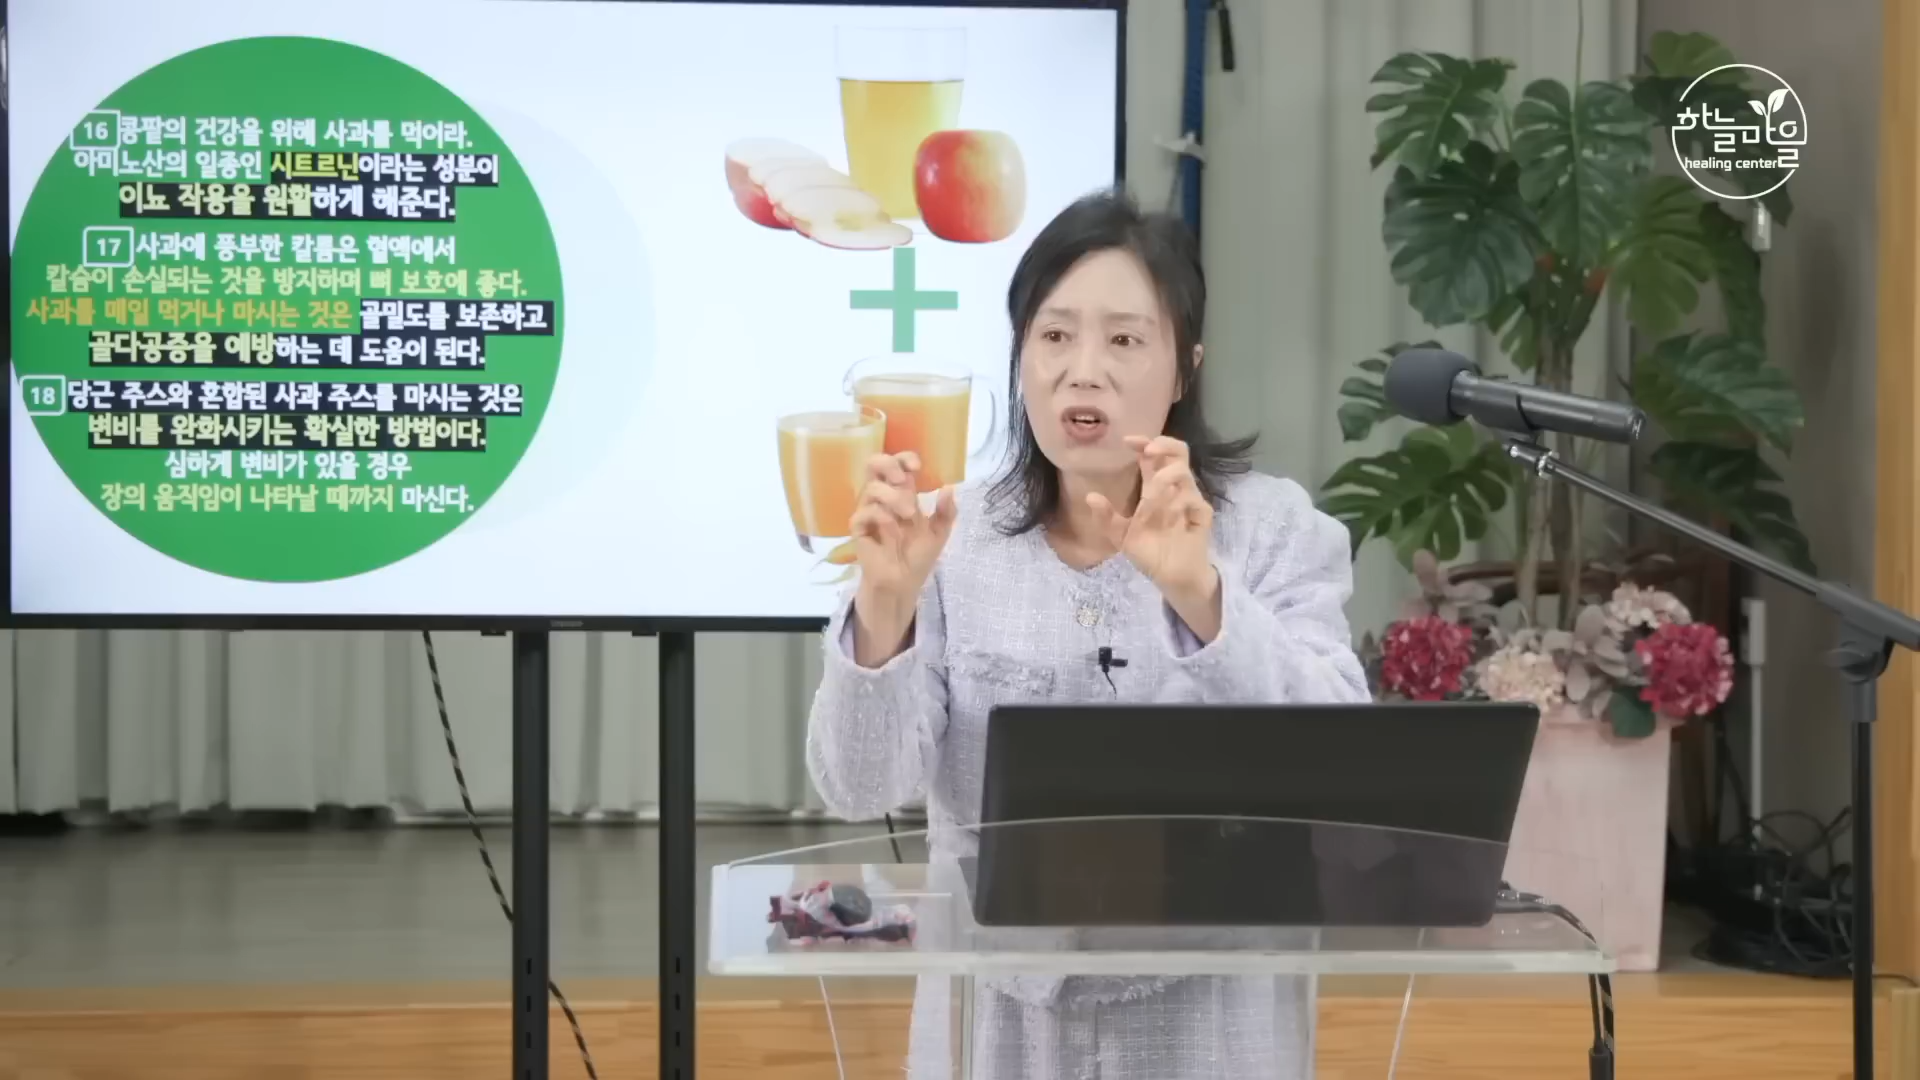 16 콩팥의 건강을 위해 사과를 먹어라.
아미노산의 일종인 시트르닌이라는 성분이
이뇨 작용을 원활하게 해준다.
17 사과에 풍부한 칼륨은 혈액에서
칼슘이 손실되는 것을 방지하며 뼈 보호에 좋다.
사과를 매일 먹거나 마시는 것은 골밀도를 보존하고
골다공증을 예방하는 데 도움이 된다.
18 당근 주스와 혼합된 사과 주스를 마시는 것은
변비를 완화시키는 확실한 방법이다.
심하게 변비가 있을 경우
장의 움직임이 나타날 때까지 마신다.
하늘마을
healing center